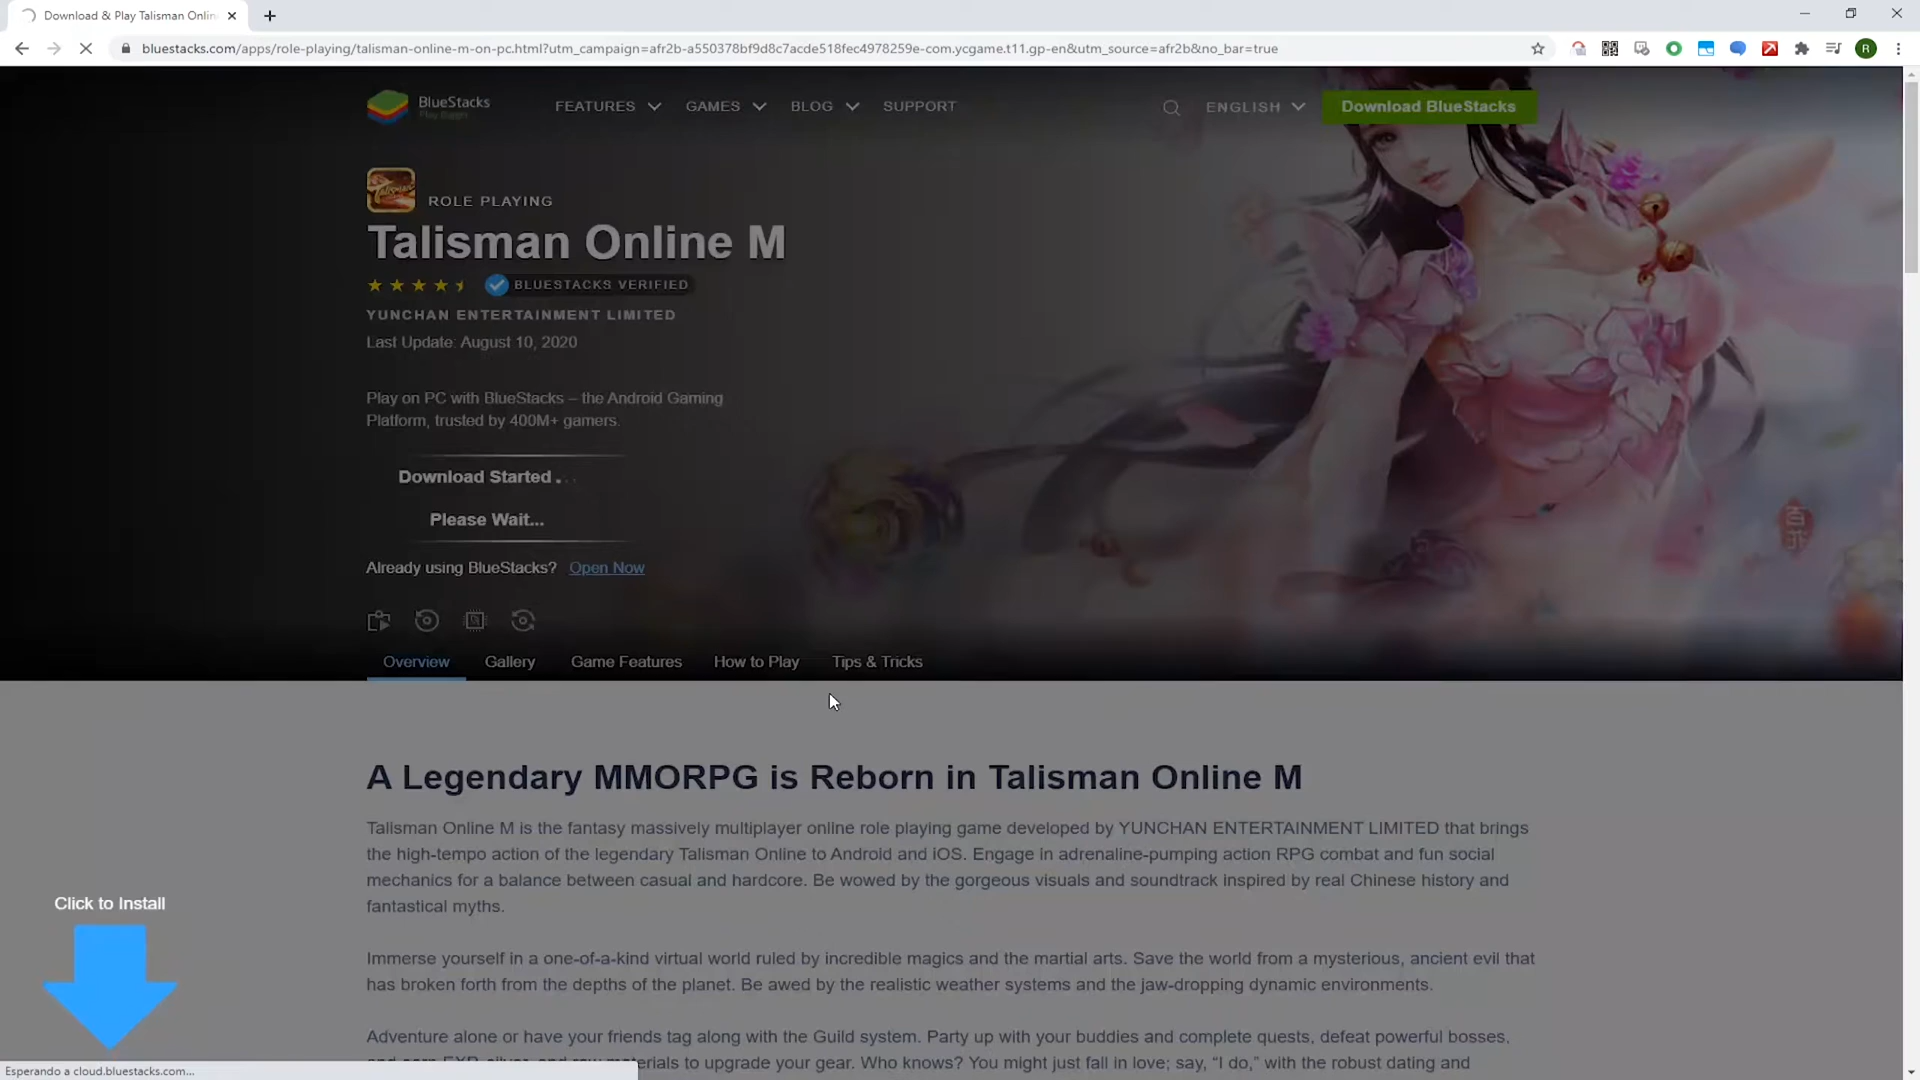 Download & Play Talisman Onlin
bluestacks.com/apps/role-playing/talisman-online-m-on-pc.html?utm_campaign=afr2b-a550378bf9d8c7acde518fec4978259e-com.ycgame.t11.gp-en&utm_source=afr2b&no_bar=true
R
BlueStacks
FEATURES GAMES BLOG SUPPORT
ENGLISH
Download BlueStacks
Talisman
ROLE PLAYING
Talisman Online M
BLUESTACKS VERIFIED
YUNCHAN ENTERTAINMENT LIMITED
Last Update: August 10, 2020
Play on PC with BlueStacks – the Android Gaming
Platform, trusted by 400M+ gamers.
Download Started . .
Please Wait...
百
Already using BlueStacks? Open Now
Overview Gallery Game Features How to Play Tips & Tricks
A Legendary MMORPG is Reborn in Talisman Online M
Talisman Online M is the fantasy massively multiplayer online role playing game developed by YUNCHAN ENTERTAINMENT LIMITED that brings
the high-tempo action of the legendary Talisman Online to Android and iOS. Engage in adrenaline-pumping action RPG combat and fun social
mechanics for a balance between casual and hardcore. Be wowed by the gorgeous visuals and soundtrack inspired by real Chinese history and
fantastical myths.
Click to Install
Immerse yourself in a one-of-a-kind virtual world ruled by incredible magics and the martial arts. Save the world from a mysterious, ancient evil that
has broken forth from the depths of the planet. Be awed by the realistic weather systems and the jaw-dropping dynamic environments.
Adventure alone or have your friends tag along with the Guild system. Party up with your buddies and complete quests, defeat powerful bosses,
and earn EXP, silver, and raw materials to upgrade your gear. Who knows? You might just fall in love; say, “I do,” with the robust dating and
Esperando a cloud.bluestacks.com...